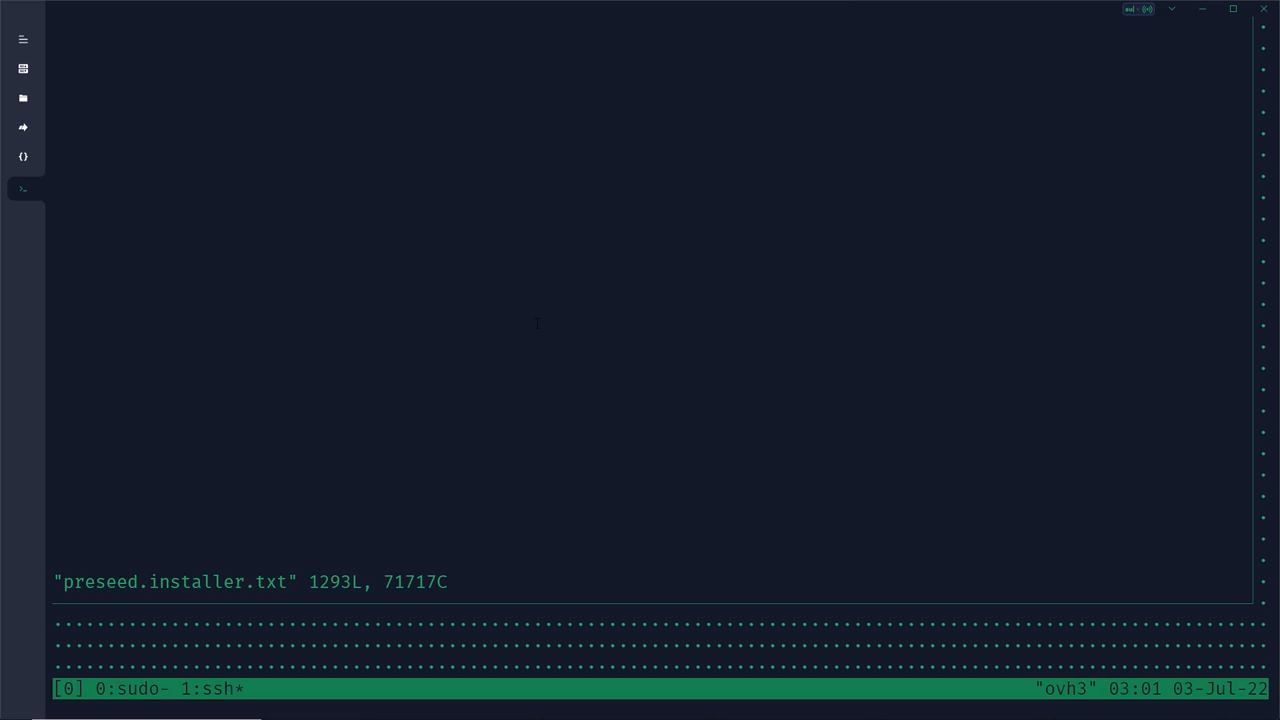 "preseed.installer.txt" 1293L, 71717C
[0] 0:sudo- 1:ssh* "ovh3" 03:01 03-Jul-22